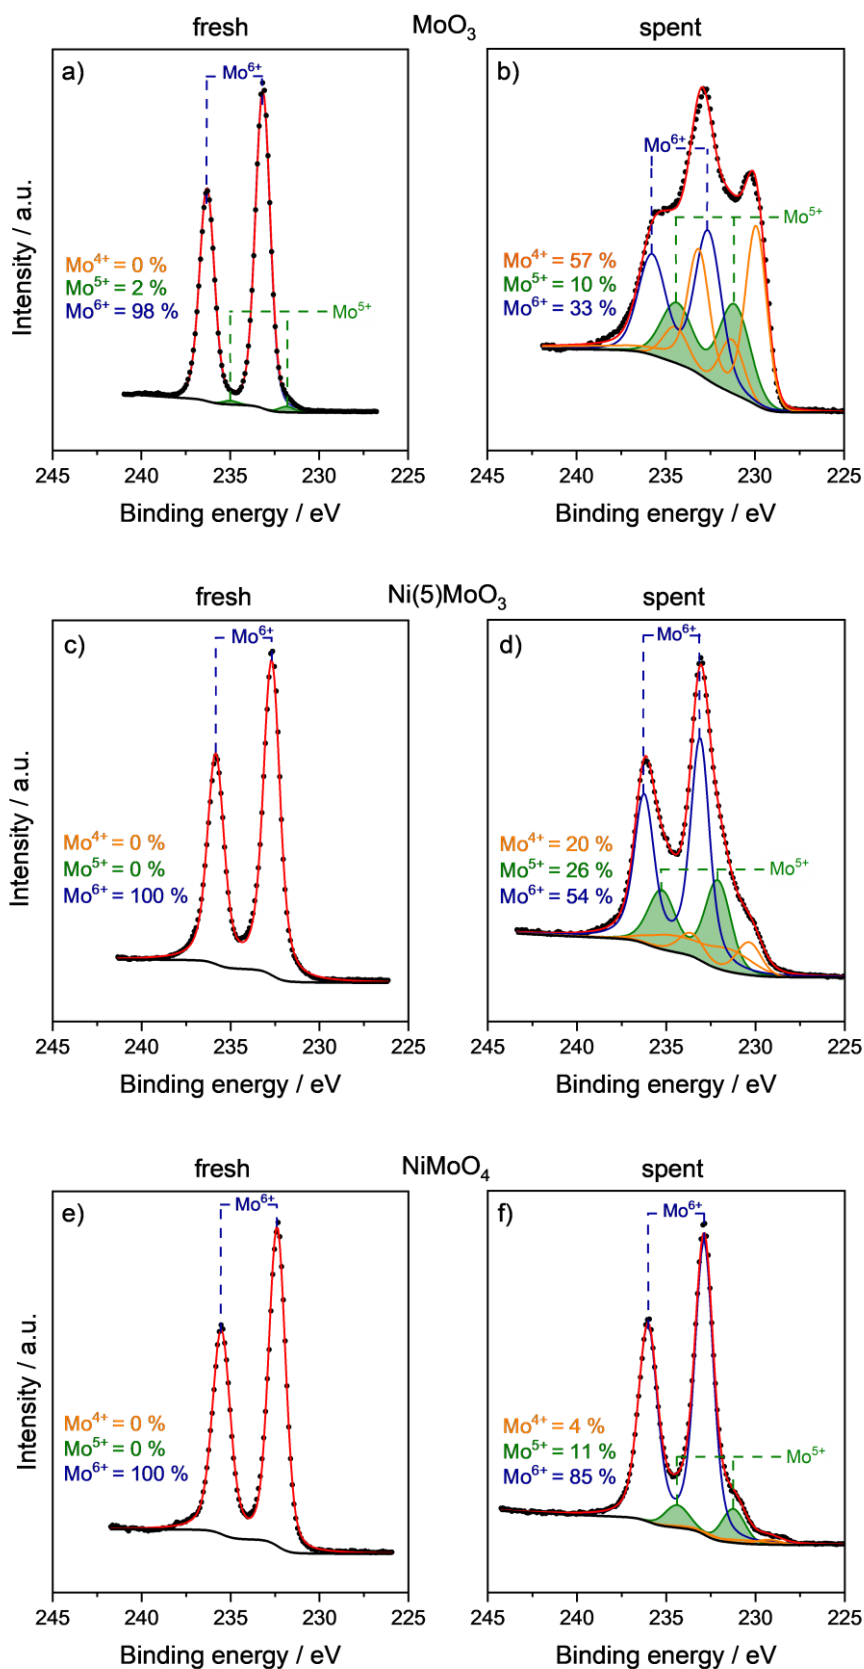 fresh MoO₃ spent
a)
Mo⁶⁺
Mo⁴⁺ = 0 %
Mo⁵⁺ = 2 %
Mo⁶⁺ = 98 %
Mo⁵⁺
Intensity / a.u.
245 240 235 230 225
Binding energy / eV
b)
Mo⁶⁺
Mo⁵⁺
Mo⁴⁺ = 57 %
Mo⁵⁺ = 10 %
Mo⁶⁺ = 33 %
245 240 235 230 225
Binding energy / eV
fresh Ni(5)MoO₃ spent
c)
Mo⁶⁺
Mo⁴⁺ = 0 %
Mo⁵⁺ = 0 %
Mo⁶⁺ = 100 %
Intensity / a.u.
245 240 235 230 225
Binding energy / eV
d)
Mo⁶⁺
Mo⁴⁺ = 20 %
Mo⁵⁺ = 26 %
Mo⁶⁺ = 54 %
Mo⁵⁺
245 240 235 230 225
Binding energy / eV
fresh NiMoO₄ spent
e)
Mo⁶⁺
Mo⁴⁺ = 0 %
Mo⁵⁺ = 0 %
Mo⁶⁺ = 100 %
Intensity / a.u.
245 240 235 230 225
Binding energy / eV
f)
Mo⁶⁺
Mo⁴⁺ = 4 %
Mo⁵⁺ = 11 %
Mo⁶⁺ = 85 %
Mo⁵⁺
245 240 235 230 225
Binding energy / eV